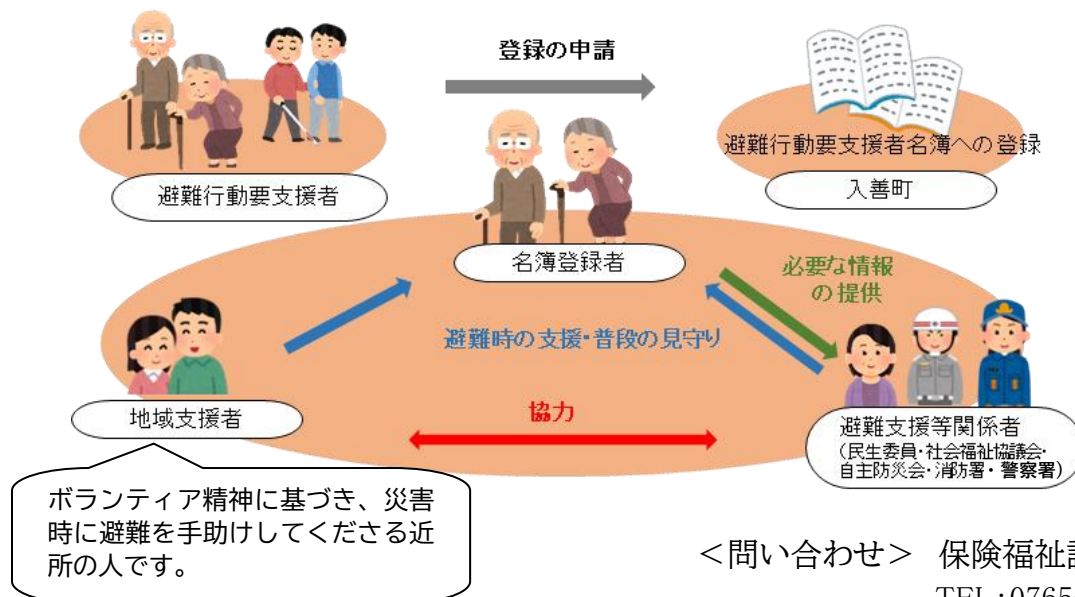 登録の申請
避難行動要支援者名簿への登録
避難行動要支援者
入善町
名簿登録者
必要な情報
の提供
避難時の支援・普段の見守り
地域支援者
協力
避難支援等関係者
(民生委員・社会福祉協議会・
自主防災会・消防署・警察署)
ボランティア精神に基づき、災害
時に避難を手助けしてくださる近
所の人です。
<問い合わせ> 保険福祉
TEL:0765